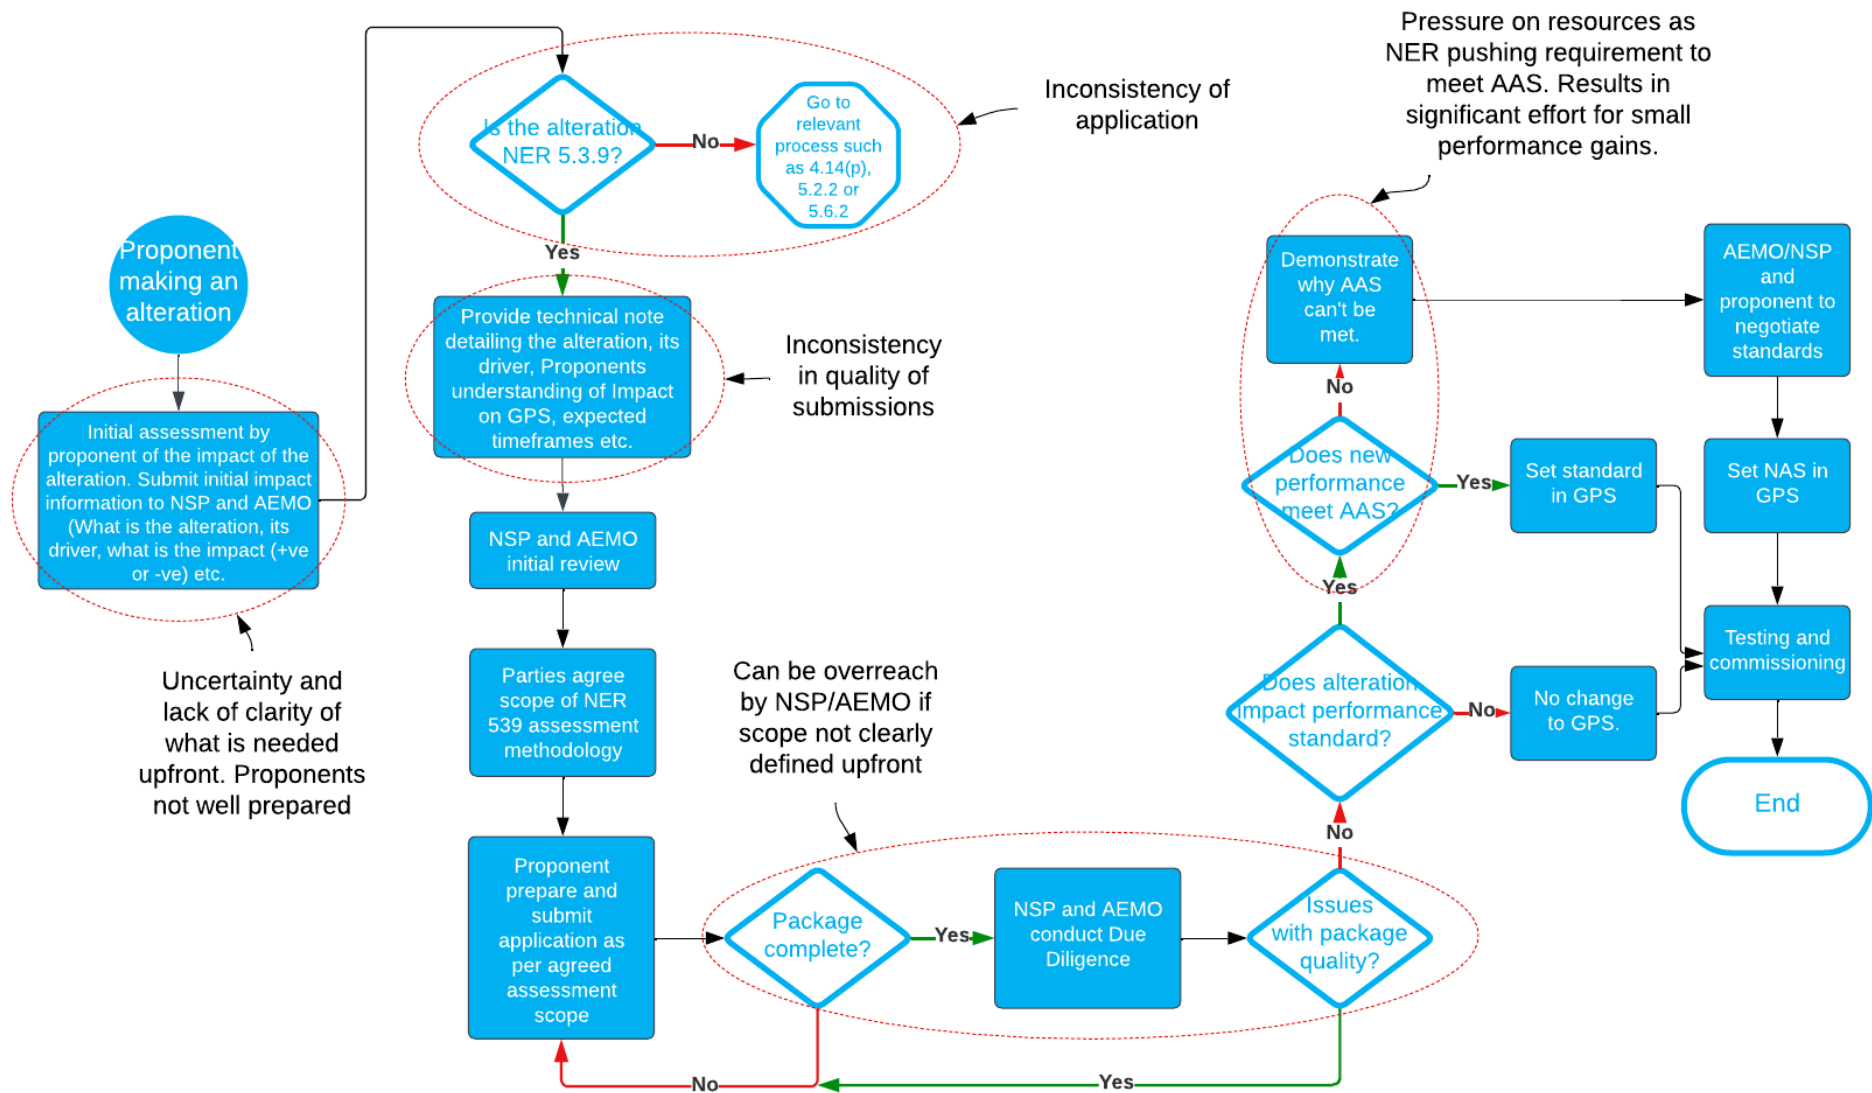 Proponent
making an
alteration
Initial assessment by
proponent of the impact of the
alteration. Submit initial impact
information to NSP and AEMO
(What is the alteration, its
driver, what is the impact (+ve
or -ve) etc.
Uncertainty and
lack of clarity of
what is needed
upfront. Proponents
not well prepared
Is the alteration
NER 5.3.9?
No
Go to
relevant
process such
as 4.14(p),
5.2.2 or
5.6.2
Inconsistency of
application
Yes
Provide technical note
detailing the alteration, its
driver, Proponents
understanding of Impact
on GPS, expected
timeframes etc.
Inconsistency
in quality of
submissions
NSP and AEMO
initial review
Parties agree
scope of NER
539 assessment
methodology
Proponent
prepare and
submit
application as
per agreed
assessment
scope
Can be overreach
by NSP/AEMO if
scope not clearly
defined upfront
Package
complete?
Yes
No
NSP and AEMO
conduct Due
Diligence
Issues
with package
quality?
Yes
No
Does alteration
impact performance
standard?
No
No change
to GPS.
Yes
Does new
performance
meet AAS?
Yes
Set standard
in GPS
No
Demonstrate
why AAS
can't be
met.
Pressure on resources as
NER pushing requirement to
meet AAS. Results in
significant effort for small
performance gains.
AEMO/NSP
and
proponent to
negotiate
standards
Set NAS in
GPS
Testing and
commissioning
End